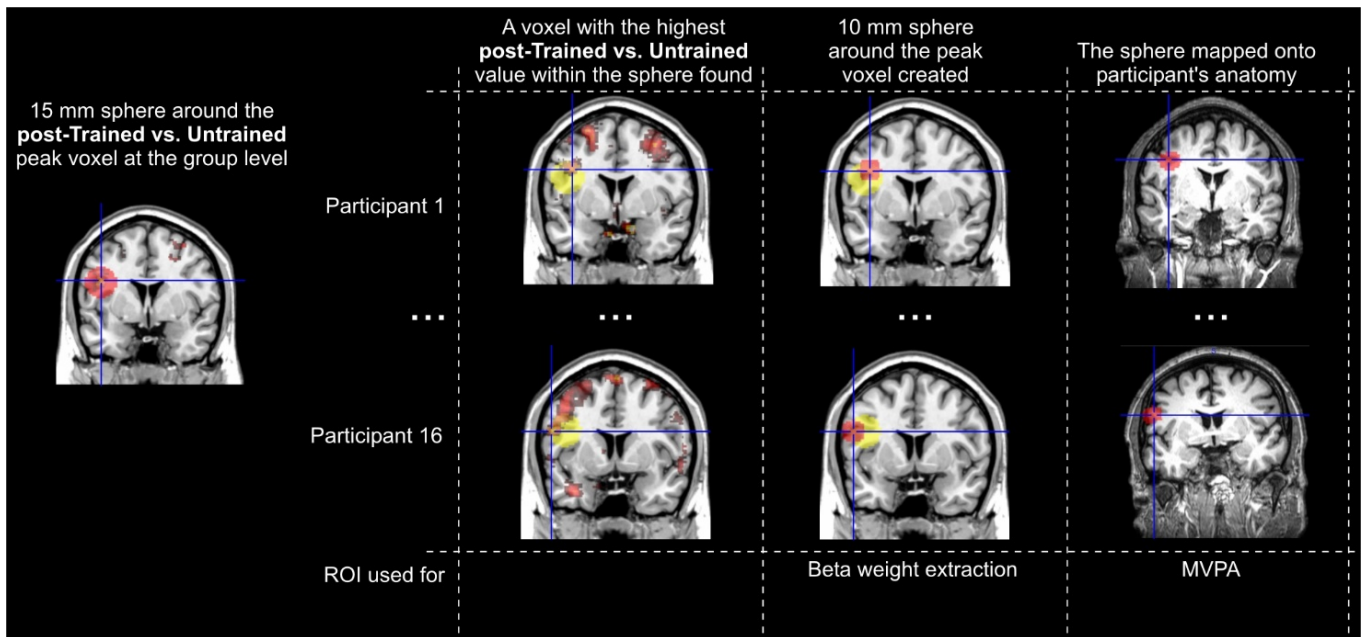 15 mm sphere around the
post-Trained vs. Untrained
peak voxel at the group level
A voxel with the highest
post-Trained vs. Untrained
value within the sphere found
10 mm sphere
around the peak
voxel created
The sphere mapped onto
participant's anatomy
Participant 1
... ... ... ...
Participant 16
ROI used for
Beta weight extraction
MVPA